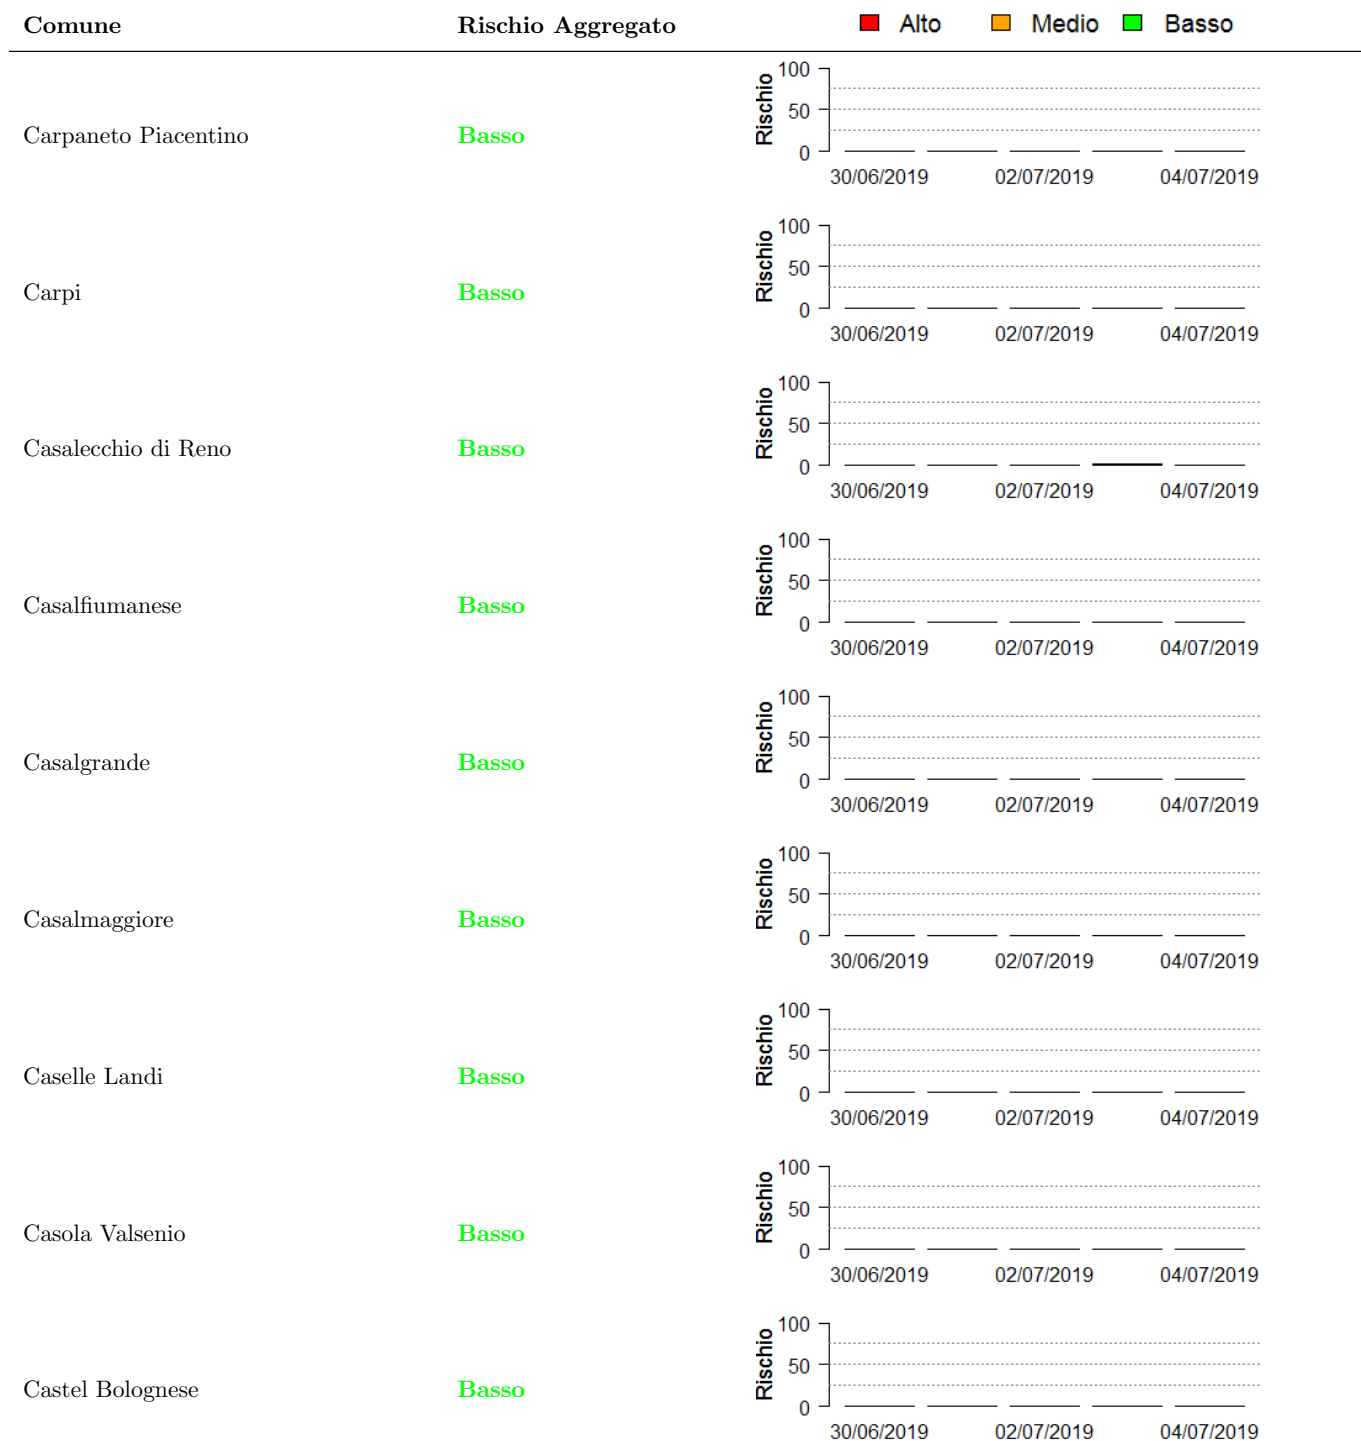 Comune Rischio Aggregato Alto Medio Basso
Carpaneto Piacentino Basso
Rischio
100
50
0
30/06/2019 02/07/2019 04/07/2019
Carpi Basso
Rischio
100
50
0
30/06/2019 02/07/2019 04/07/2019
Casalecchio di Reno Basso
Rischio
100
50
0
30/06/2019 02/07/2019 04/07/2019
Casalfiumanese Basso
Rischio
100
50
0
30/06/2019 02/07/2019 04/07/2019
Casalgrande Basso
Rischio
100
50
0
30/06/2019 02/07/2019 04/07/2019
Casalmaggiore Basso
Rischio
100
50
0
30/06/2019 02/07/2019 04/07/2019
Caselle Landi Basso
Rischio
100
50
0
30/06/2019 02/07/2019 04/07/2019
Casola Valsenio Basso
Rischio
100
50
0
30/06/2019 02/07/2019 04/07/2019
Castel Bolognese Basso
Rischio
100
50
0
30/06/2019 02/07/2019 04/07/2019